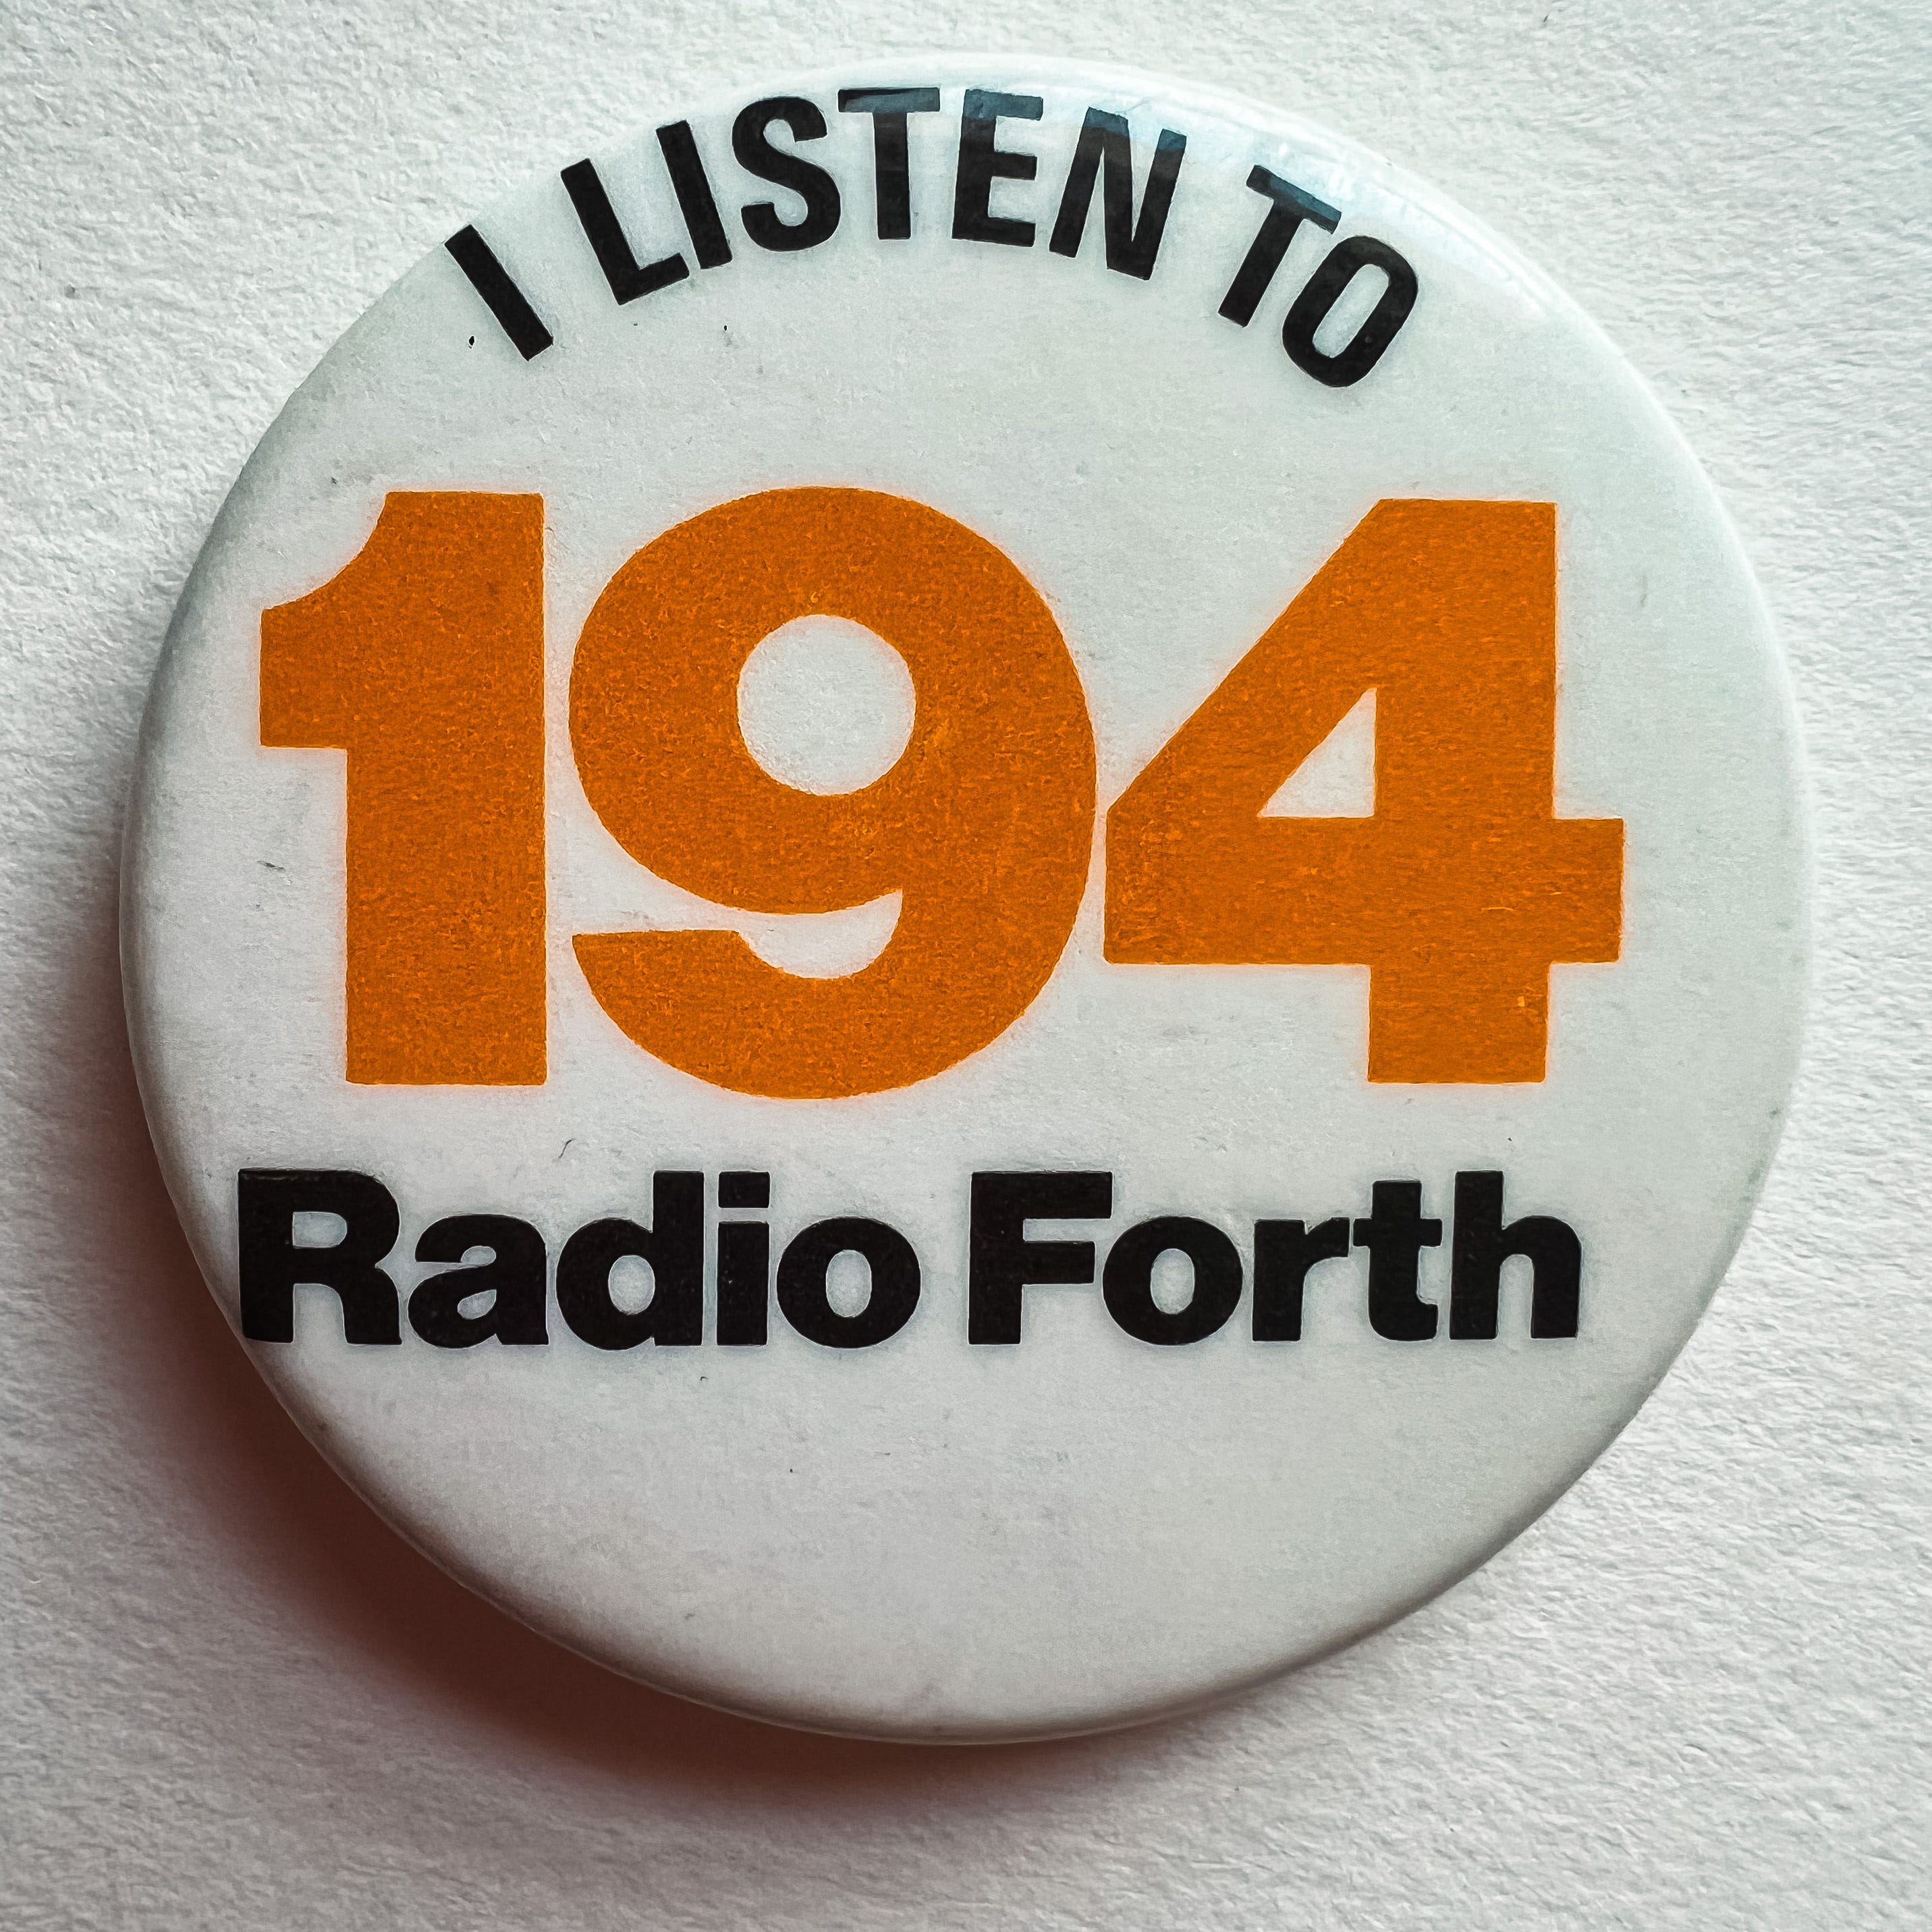 I LISTEN TO
194
Radio Forth